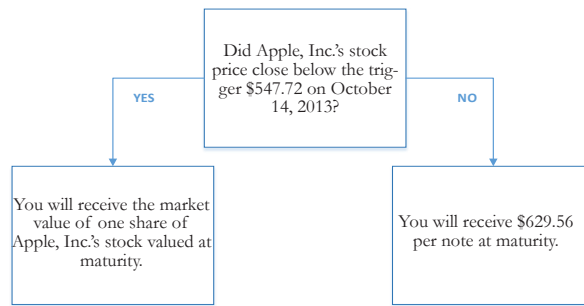 Did Apple, Inc.'s stock
price close below the trig-
ger $547.72 on October
14, 2013?
YES
NO
You will receive the market
value of one share of
Apple, Inc.'s stock valued at
maturity.
You will receive $629.56
per note at maturity.